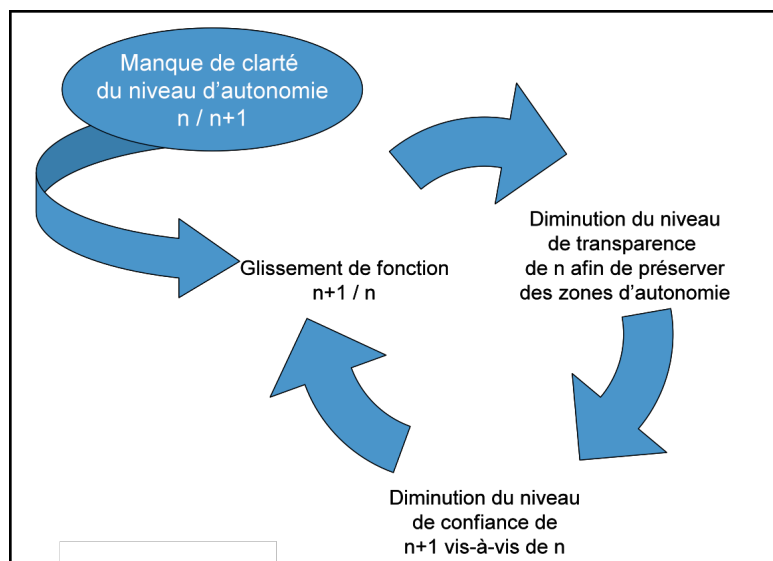 Manque de clarté
du niveau d'autonomie
n / n+1
Glissement de fonction
n+1 / n
Diminution du niveau
de transparence
de n afin de préserver
des zones d'autonomie
Diminution du niveau
de confiance de
n+1 vis-à-vis de n